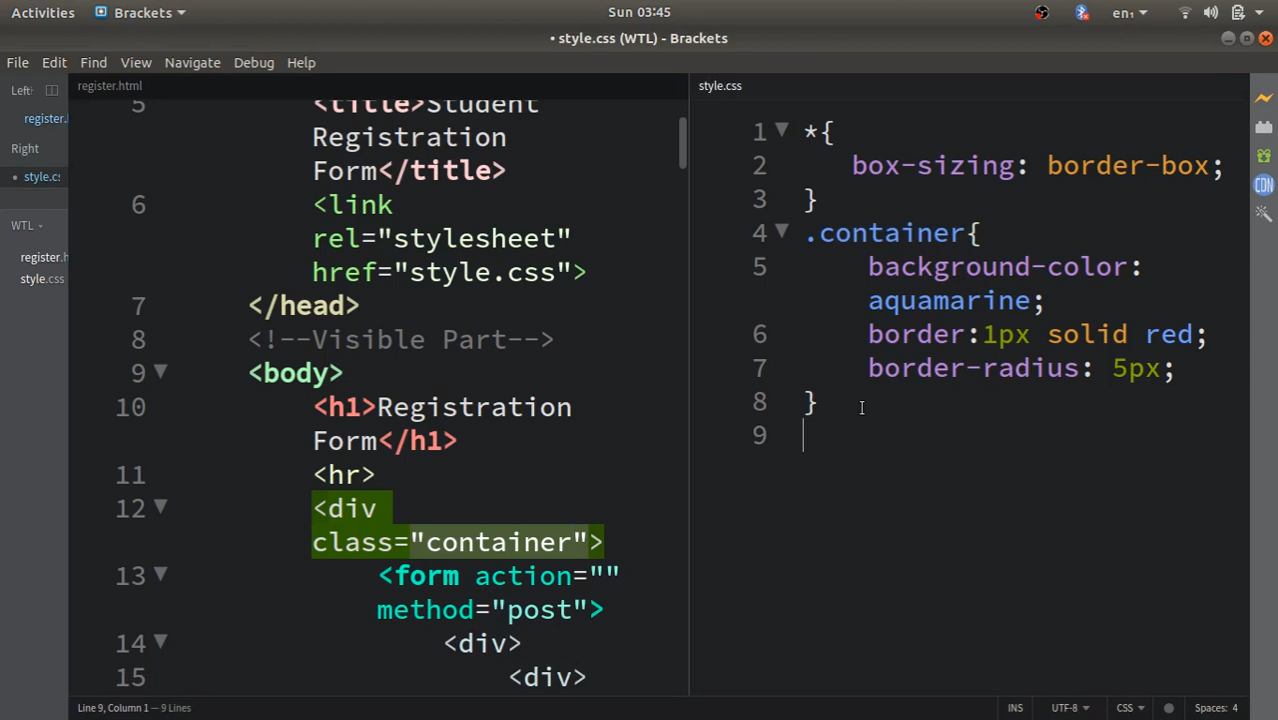 Activities Brackets Sun 03:45 en₁
• style.css (WTL) - Brackets
File Edit Find View Navigate Debug Help
Left
register.
Right
• style.cs
WTL
register.h
style.css
register.html
5 <title>Student
Registration
Form</title>
6 <link
rel="stylesheet"
href="style.css">
7 </head>
8 <!--Visible Part-->
9 <body>
10 <h1>Registration
Form</h1>
11 <hr>
12 <div
class="container">
13 <form action=""
method="post">
14 <div>
15 <div>
style.css
1 *{
2 box-sizing: border-box;
3 }
4 .container{
5 background-color:
aquamarine;
6 border:1px solid red;
7 border-radius: 5px;
8 }
9
CDN
Line 9, Column 1 — 9 Lines INS UTF-8 CSS Spaces: 4